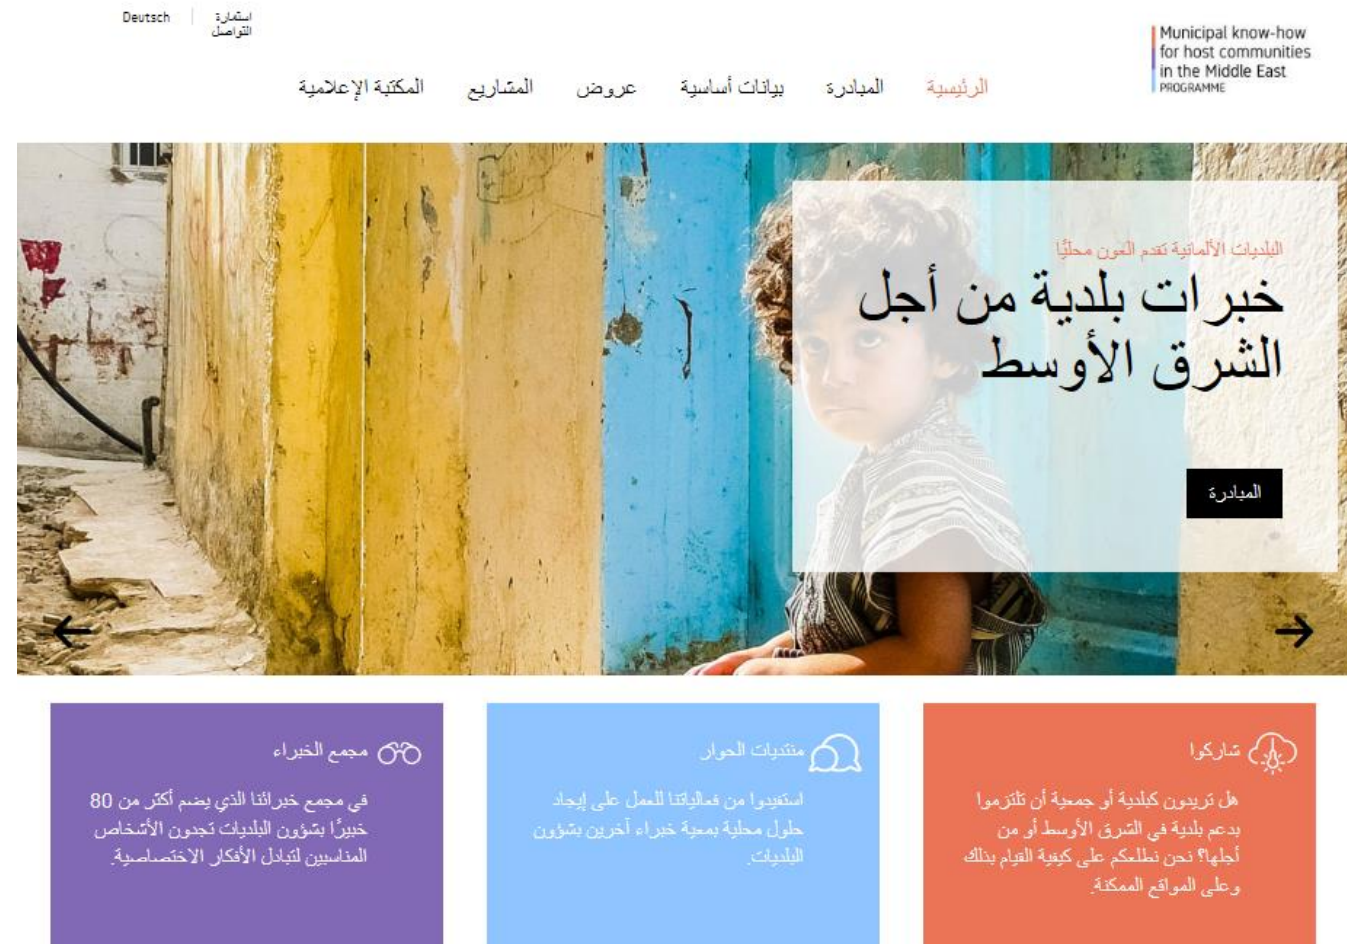 Deutsch
استمارة
التواصل
Municipal know-how
for host communities
in the Middle East
PROGRAMME
الرئيسية
المبادرة
بيانات أساسية
عروض
المشاريع
المكتبة الإعلامية
البلديات الألمانية تقدم العون محليًا
خبرات بلدية من أجل
الشرق الأوسط
المبادرة
شاركوا
هل تريدون كبلدية أو جمعية أن تلتزموا
بدعم بلدية في الشرق الأوسط أو من
أجلها؟ نحن نطلعكم على كيفية القيام بذلك
وعلى المواقع الممكنة.
منتديات الحوار
استفيدوا من فعالياتنا للعمل على إيجاد
حلول محلية بمعية خبراء آخرين بشؤون
البلديات.
مجمع الخبراء
في مجمع خبرائنا الذي يضم أكثر من 80
خبيرًا بشؤون البلديات تجدون الأشخاص
المناسبين لتبادل الأفكار الاختصاصية.